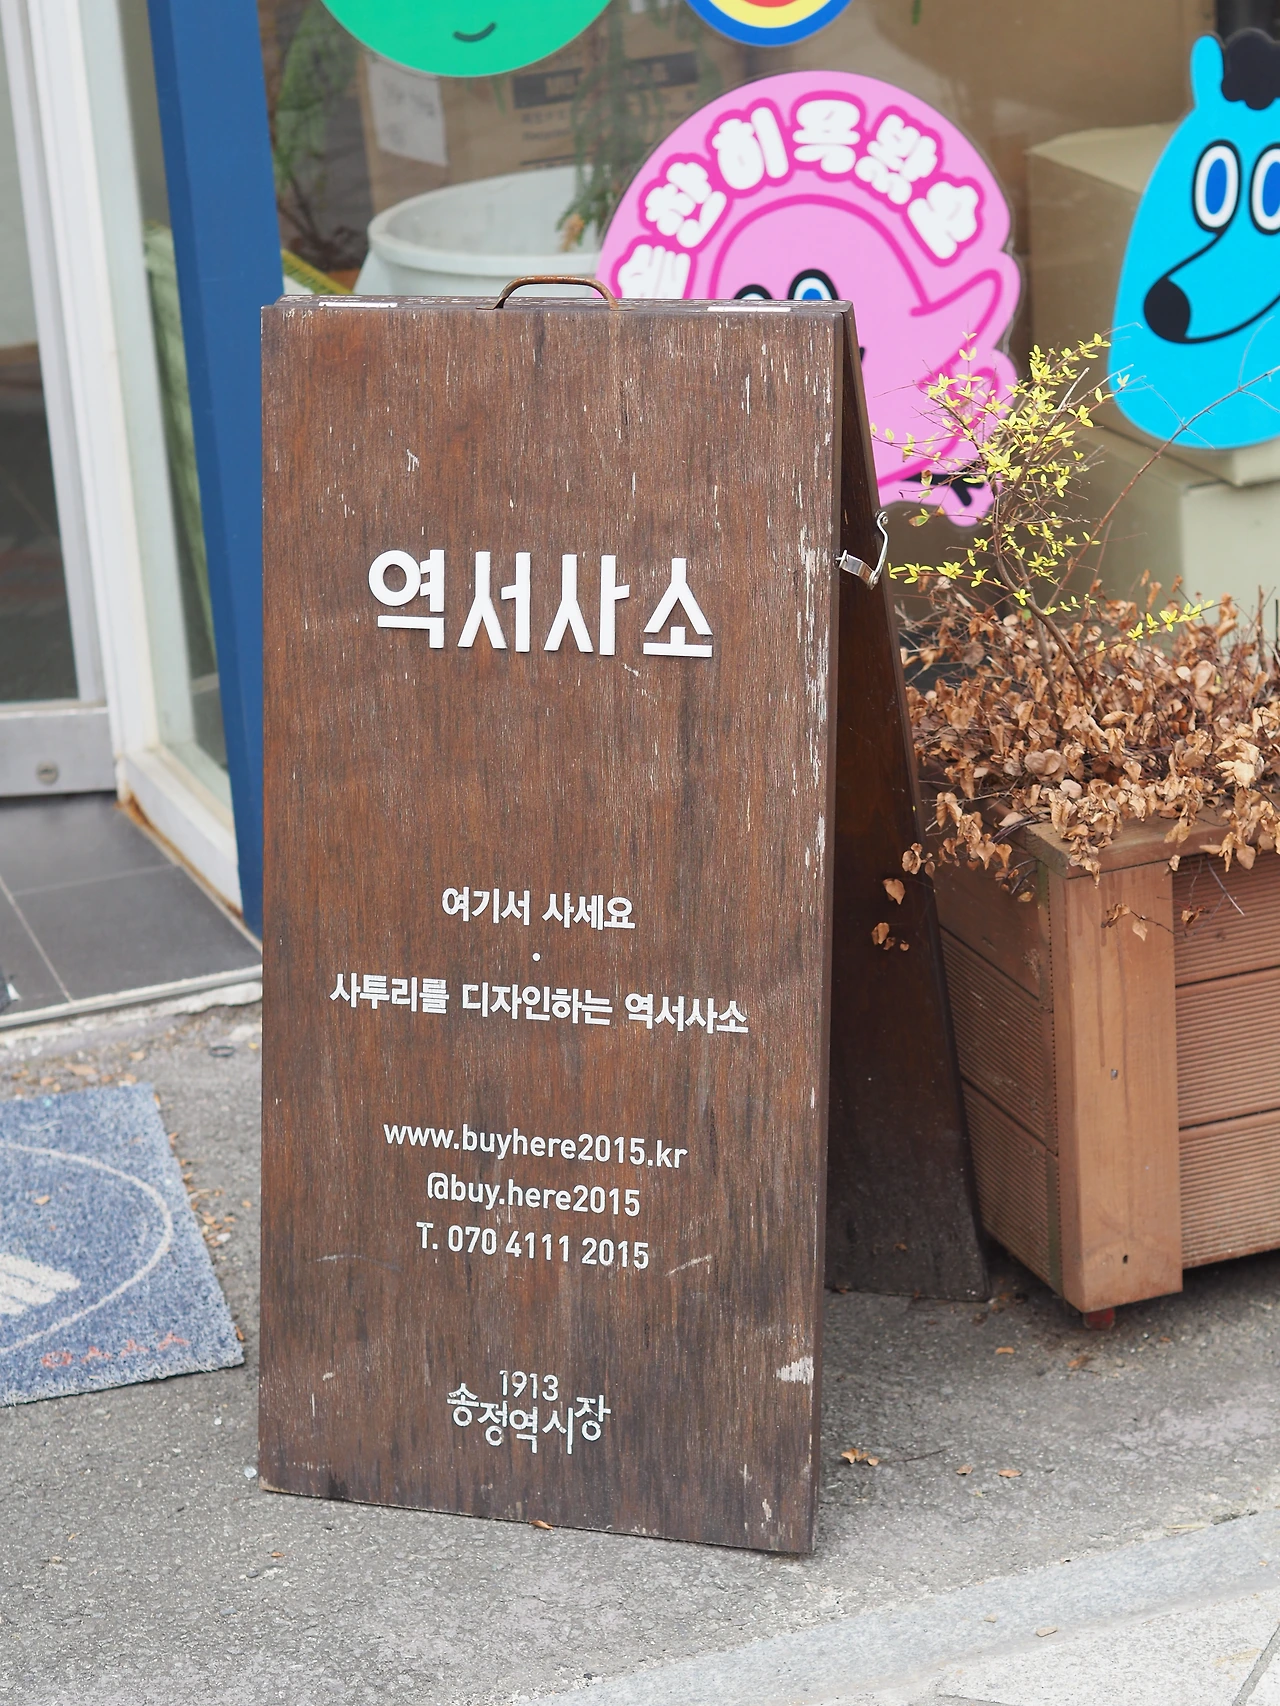 역서사소
여기서 사세요
·
사투리를 디자인하는 역서사소
www.buyhere2015.kr
@buy.here2015
T. 070 4111 2015
1913
송정역시장